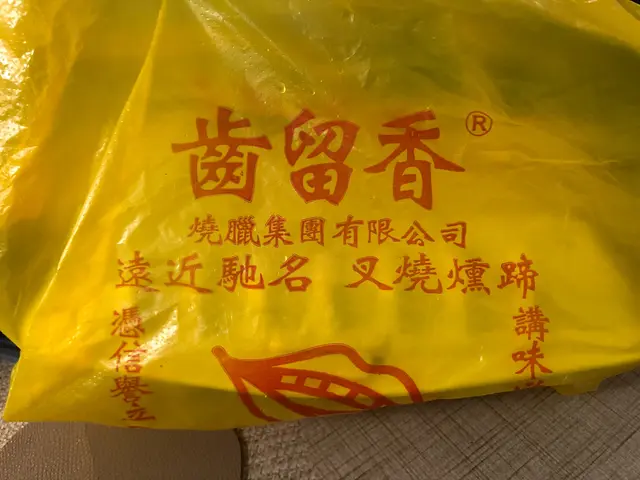 齒留香®
燒臘集團有限公司
遠近馳名 叉燒燻蹄
憑信譽
講味